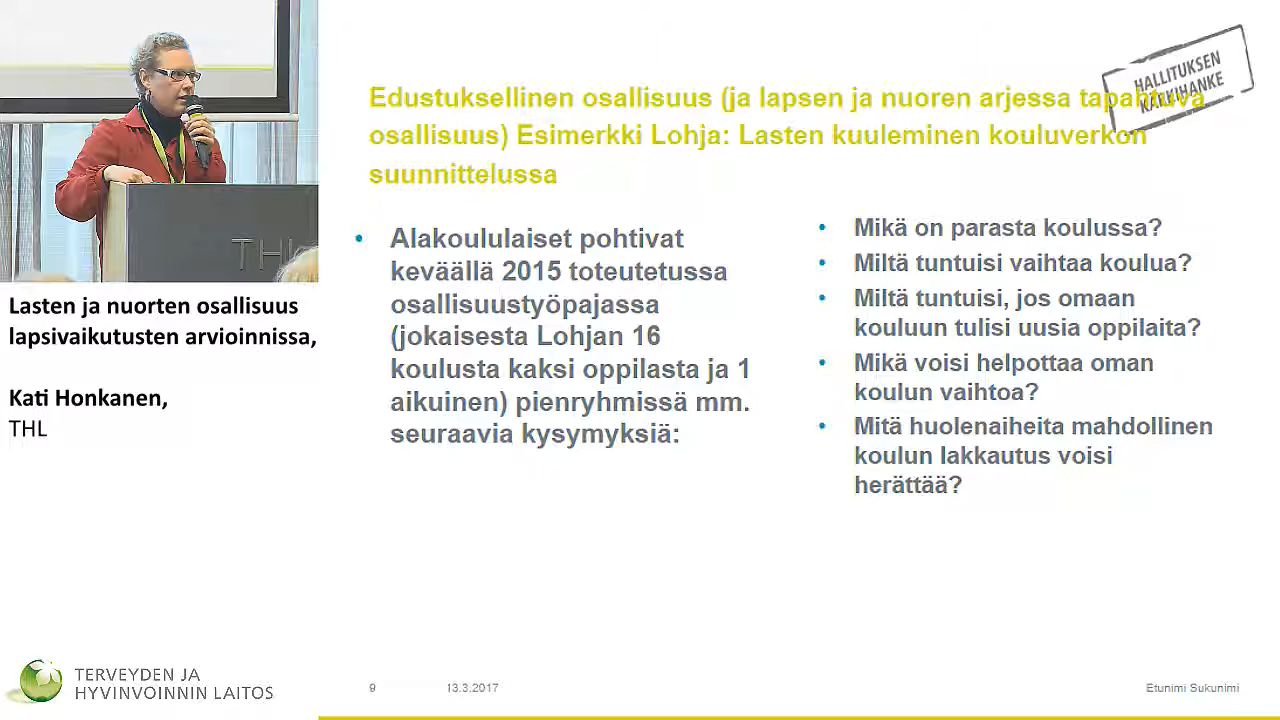 THL
Lasten ja nuorten osallisuus
lapsivaikutusten arvioinnissa,
Kati Honkanen,
THL
HALLITUKSEN
KÄRKIHANKE
Edustuksellinen osallisuus (ja lapsen ja nuoren arjessa tapahtuva
osallisuus) Esimerkki Lohja: Lasten kuuleminen kouluverkon
suunnittelussa
• Alakoululaiset pohtivat
keväällä 2015 toteutetussa
osallisuustyöpajassa
(jokaisesta Lohjan 16
koulusta kaksi oppilasta ja 1
aikuinen) pienryhmissä mm.
seuraavia kysymyksiä:
• Mikä on parasta koulussa?
• Miltä tuntuisi vaihtaa koulua?
• Miltä tuntuisi, jos omaan
kouluun tulisi uusia oppilaita?
• Mikä voisi helpottaa oman
koulun vaihtoa?
• Mitä huolenaiheita mahdollinen
koulun lakkautus voisi
herättää?
TERVEYDEN JA
HYVINVOINNIN LAITOS
9
13.3.2017
Etunimi Sukunimi